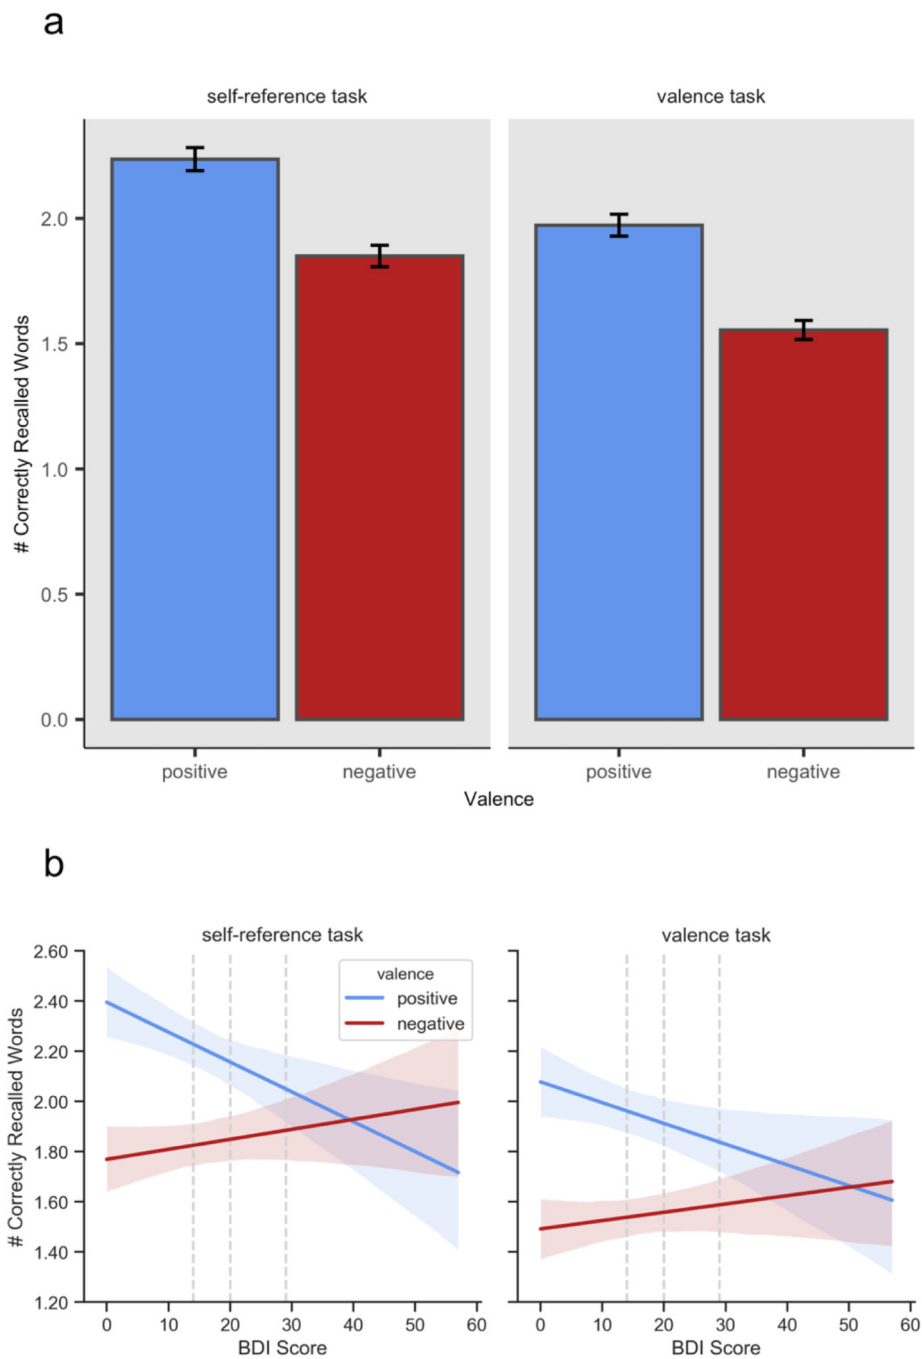 a
self-reference task
valence task
# Correctly Recalled Words
2.0
1.5
1.0
0.5
0.0
positive
negative
positive
negative
Valence
b
self-reference task
valence task
# Correctly Recalled Words
2.60
2.40
2.20
2.00
1.80
1.60
1.40
1.20
valence
positive
negative
0 10 20 30 40 50 60
0 10 20 30 40 50 60
BDI Score
BDI Score